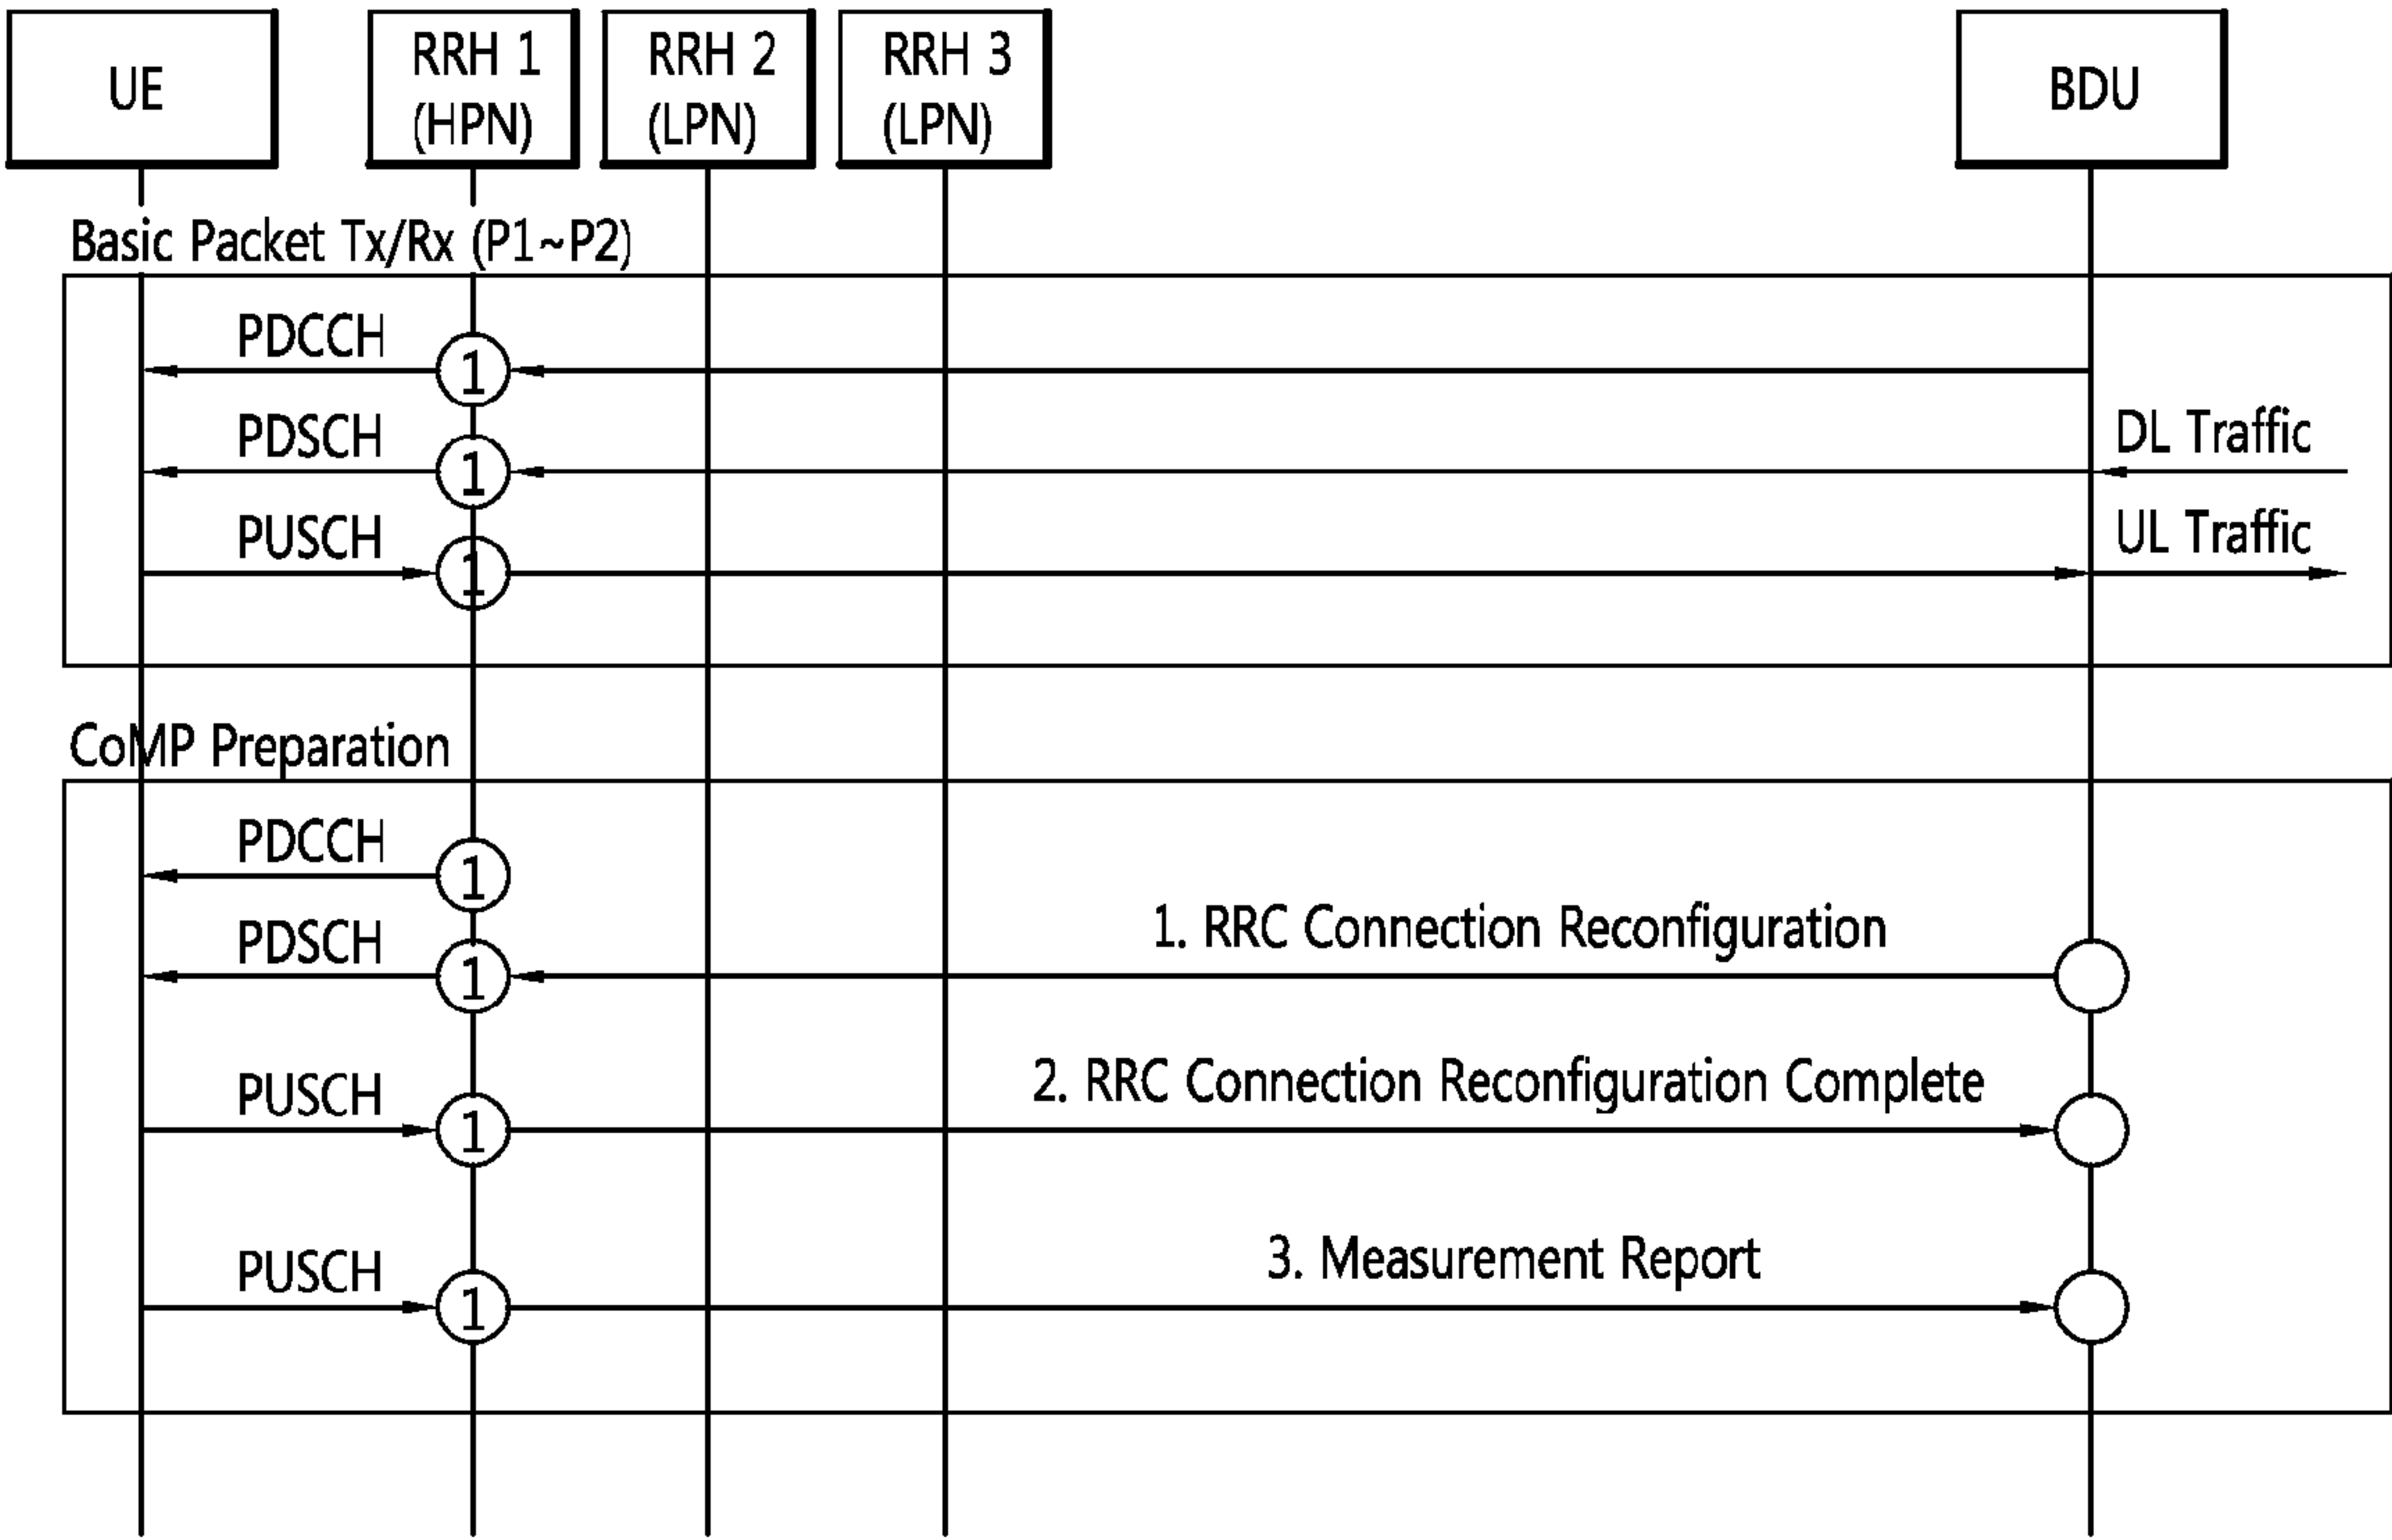 UE
RRH 1
(HPN)
RRH 2
(LPN)
RRH 3
(LPN)
BDU
Basic Packet Tx/Rx (P1~P2)
PDCCH
1
PDSCH
1
DL Traffic
PUSCH
1
UL Traffic
CoMP Preparation
PDCCH
1
PDSCH
1
1. RRC Connection Reconfiguration
PUSCH
1
2. RRC Connection Reconfiguration Complete
PUSCH
1
3. Measurement Report